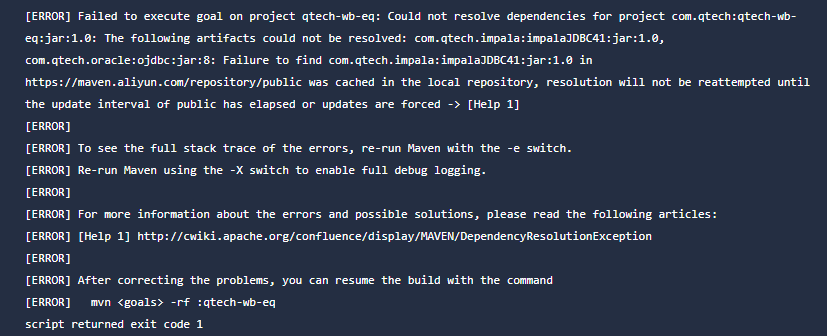 [ERROR] Failed to execute goal on project qtech-wb-eq: Could not resolve dependencies for project com.qtech:qtech-wb-
eq:jar:1.0: The following artifacts could not be resolved: com.qtech.impala:impalaJDBC41:jar:1.0,
com.qtech.oracle:ojdbc:jar:8: Failure to find com.qtech.impala:impalaJDBC41:jar:1.0 in
https://maven.aliyun.com/repository/public was cached in the local repository, resolution will not be reattempted until
the update interval of public has elapsed or updates are forced -> [Help 1]
[ERROR]
[ERROR] To see the full stack trace of the errors, re-run Maven with the -e switch.
[ERROR] Re-run Maven using the -X switch to enable full debug logging.
[ERROR]
[ERROR] For more information about the errors and possible solutions, please read the following articles:
[ERROR] [Help 1] http://cwiki.apache.org/confluence/display/MAVEN/DependencyResolutionException
[ERROR]
[ERROR] After correcting the problems, you can resume the build with the command
[ERROR]   mvn <goals> -rf :qtech-wb-eq
script returned exit code 1